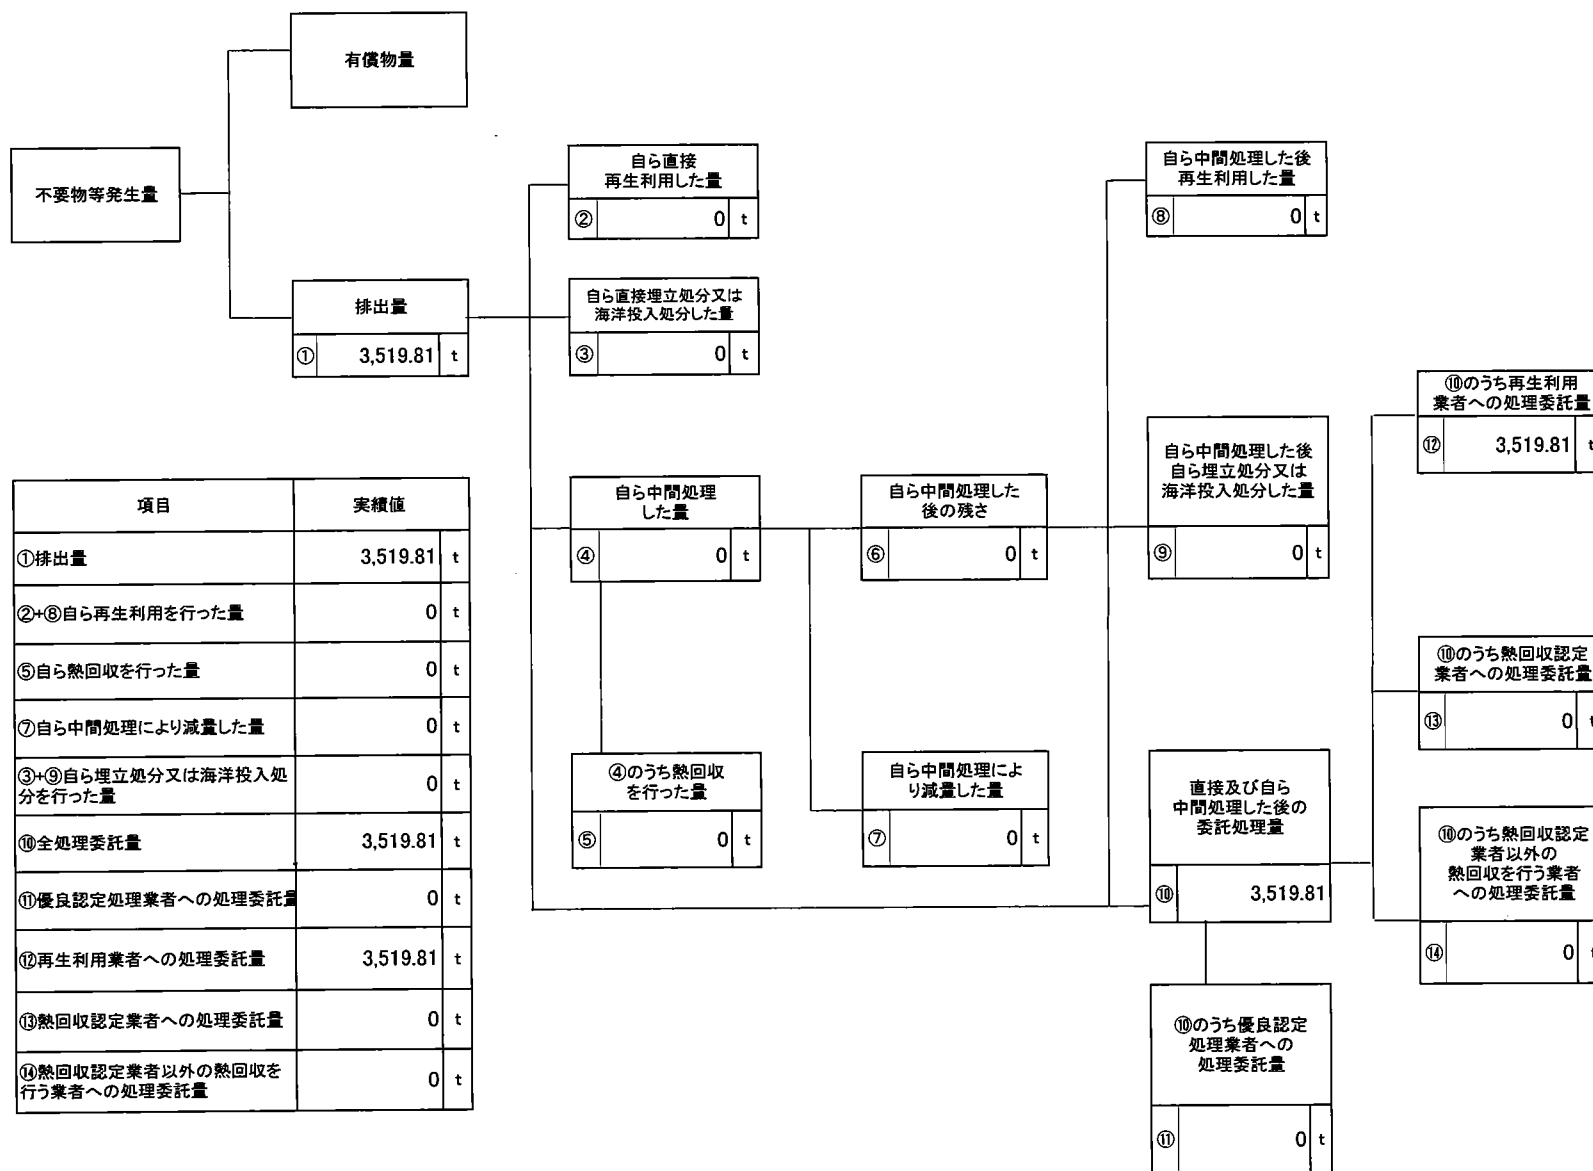 有償物量
不要物等発生量
排出量
① 3,519.81 t
自ら直接
再生利用した量
② 0 t
自ら直接埋立処分又は
海洋投入処分した量
③ 0 t
自ら中間処理
した量
④ 0 t
④のうち熱回収
を行った量
⑤ 0 t
自ら中間処理した
後の残さ
⑥ 0 t
自ら中間処理によ
り減量した量
⑦ 0 t
自ら中間処理した後
再生利用した量
⑧ 0 t
自ら中間処理した後
自ら埋立処分又は
海洋投入処分した量
⑨ 0 t
直接及び自ら
中間処理した後の
委託処理量
⑩ 3,519.81
⑩のうち優良認定
処理業者への
処理委託量
⑪ 0 t
⑩のうち再生利用
業者への処理委託量
⑫ 3,519.81 t
⑩のうち熱回収認定
業者への処理委託量
⑬ 0 t
⑩のうち熱回収認定
業者以外の
熱回収を行う業者
への処理委託量
⑭ 0 t
項目 実績値
①排出量 3,519.81 t
②+⑧自ら再生利用を行った量 0 t
⑤自ら熱回収を行った量 0 t
⑦自ら中間処理により減量した量 0 t
③+⑨自ら埋立処分又は海洋投入処
分を行った量 0 t
⑩全処理委託量 3,519.81 t
⑪優良認定処理業者への処理委託量 0 t
⑫再生利用業者への処理委託量 3,519.81 t
⑬熱回収認定業者への処理委託量 0 t
⑭熱回収認定業者以外の熱回収を
行う業者への処理委託量 0 t